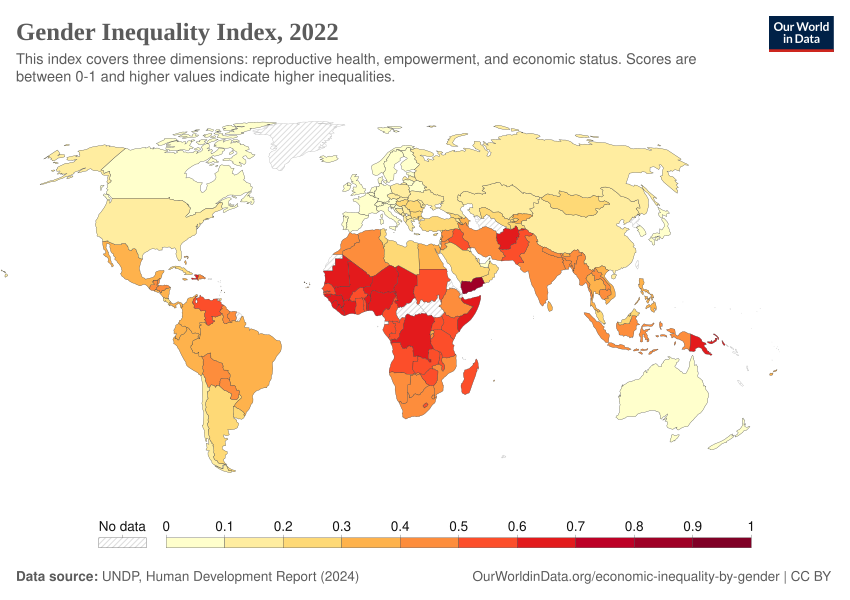 Gender Inequality Index, 2022
Our World
in Data
This index covers three dimensions: reproductive health, empowerment, and economic status. Scores are
between 0-1 and higher values indicate higher inequalities.
No data
0 0.1 0.2 0.3 0.4 0.5 0.6 0.7 0.8 0.9 1
Data source: UNDP, Human Development Report (2024)
OurWorldinData.org/economic-inequality-by-gender | CC BY